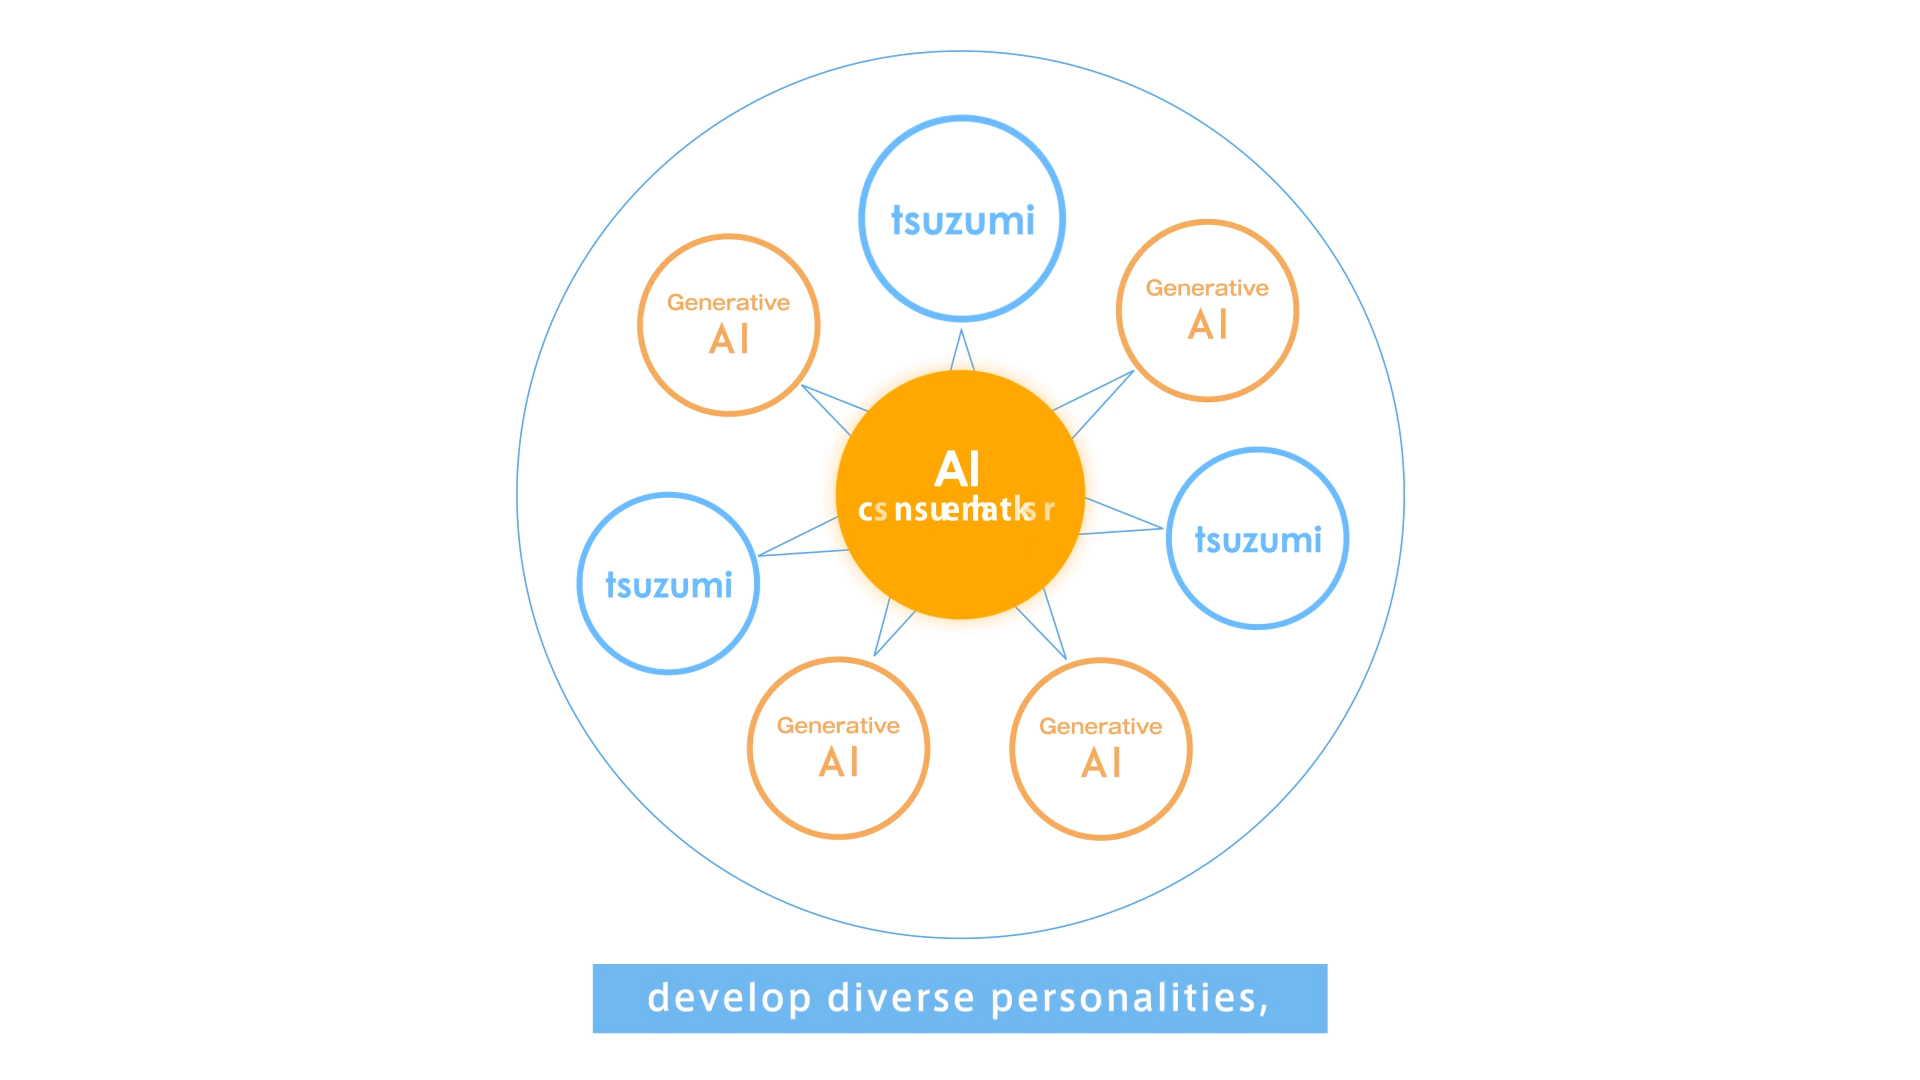 tsuzumi
Generative
AI
Generative
AI
AI
tsuzumi
tsuzumi
Generative
AI
Generative
AI
develop diverse personalities,